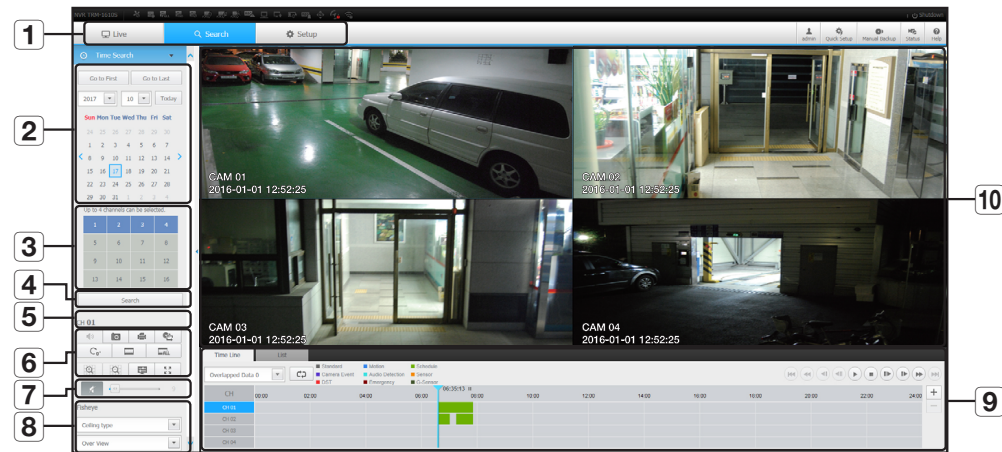 NVR TRM-1610S
Shutdown
1
Live
Search
Setup
admin
Quick Setup
Manual Backup
Status
Help
Time Search
2
Go to First
Go to Last
2017
10
Today
Sun Mon Tue Wed Thu Fri Sat
24 25 26 27 28 29 30
1 2 3 4 5 6 7
8 9 10 11 12 13 14
15 16 17 18 19 20 21
22 23 24 25 26 27 28
29 30 31 1 2 3 4
3
Up to 4 channels can be selected.
1 2 3 4
5 6 7 8
9 10 11 12
13 14 15 16
4
Search
5
CH 01
6
7
8
Fisheye
Ceiling type
Over View
CAM 01
2016-01-01 12:52:25
CAM 02
2016-01-01 12:52:25
CAM 03
2016-01-01 12:52:25
CAM 04
2016-01-01 12:52:25
10
Time Line
List
Overlapped Data 0
Standard
Motion
Schedule
Camera Event
Audio Detection
Sensor
DST
Emergency
D-Sensor
9
06:35:13
CH
00:00 02:00 04:00 06:00 08:00 10:00 12:00 14:00 16:00 18:00 20:00 22:00 24:00
CH 01
CH 02
CH 03
CH 04